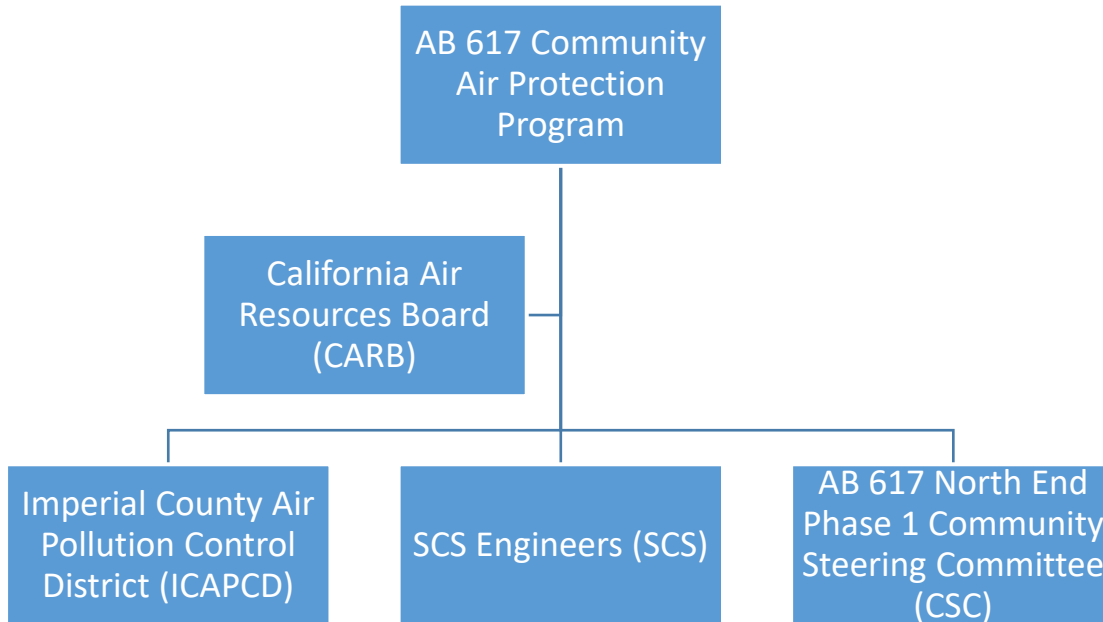 AB 617 Community
Air Protection
Program
California Air
Resources Board
(CARB)
Imperial County Air
Pollution Control
District (ICAPCD)
SCS Engineers (SCS)
AB 617 North End
Phase 1 Community
Steering Committee
(CSC)